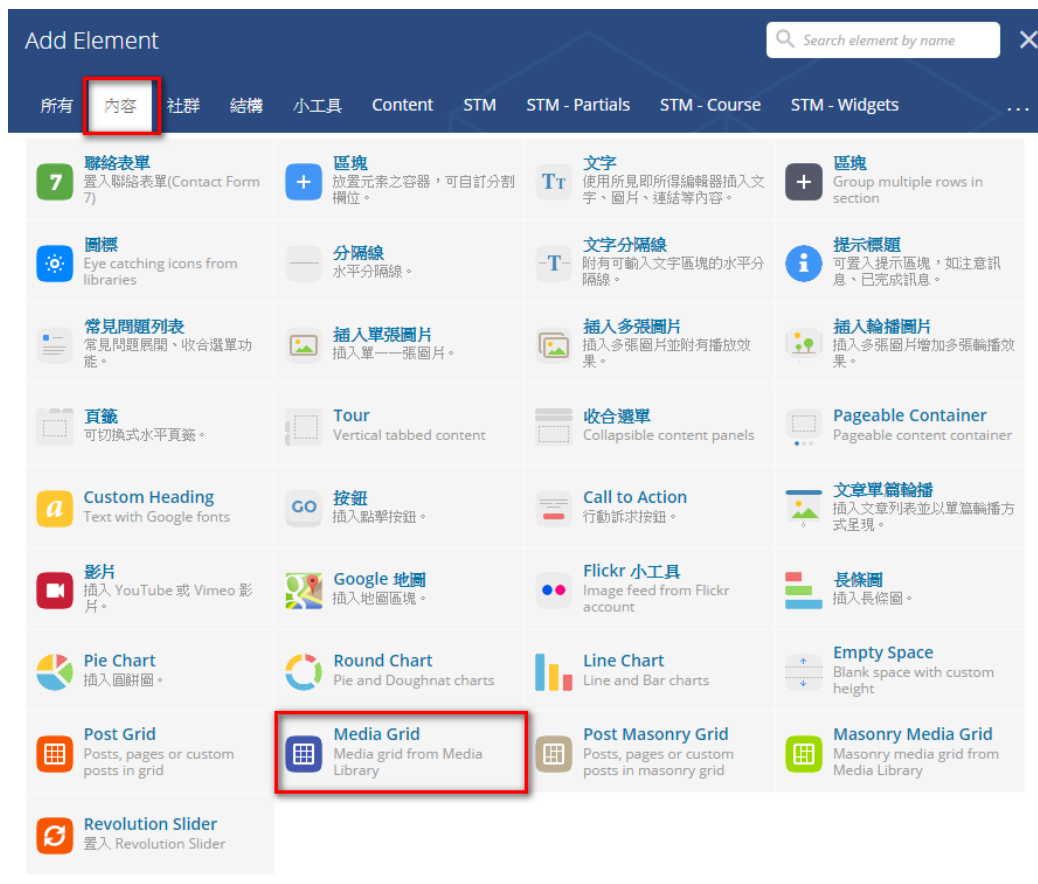 Add Element
Search element by name
所有 內容 社群 結構 小工具 Content STM STM - Partials STM - Course STM - Widgets ...
7
聯絡表單
置入聯絡表單(Contact Form
7)
區塊
放置元素之容器，可自訂分割
欄位。
TT
文字
使用所見即所得編輯器插入文
字、圖片、連結等內容。
區塊
Group multiple rows in
section
圖標
Eye catching icons from
libraries
分隔線
水平分隔線。
-T-
文字分隔線
附有可輸入文字區塊的水平分
隔線。
i
提示標題
可置入提示區塊，如注意訊
息、已完成訊息。
常見問題列表
常見問題展開、收合選單功
能。
插入單張圖片
插入單一一張圖片。
插入多張圖片
插入多張圖片並附有播放效
果。
插入輪播圖片
插入多張圖片增加多張輪播效
果。
頁籤
可切換式水平頁籤。
Tour
Vertical tabbed content
收合選單
Collapsible content panels
Pageable Container
Pageable content container
a
Custom Heading
Text with Google fonts
GO
按鈕
插入點擊按鈕。
Call to Action
行動訴求按鈕。
文章單篇輪播
插入文章列表並以單篇輪播方
式呈現。
影片
插入 YouTube 或 Vimeo 影
片。
Google 地圖
插入地圖區塊。
Flickr 小工具
Image feed from Flickr
account
長條圖
插入長條圖。
Pie Chart
插入圓餅圖。
Round Chart
Pie and Doughnat charts
Line Chart
Line and Bar charts
Empty Space
Blank space with custom
height
Post Grid
Posts, pages or custom
posts in grid
Media Grid
Media grid from Media
Library
Post Masonry Grid
Posts, pages or custom
posts in masonry grid
Masonry Media Grid
Masonry media grid from
Media Library
Revolution Slider
置入 Revolution Slider